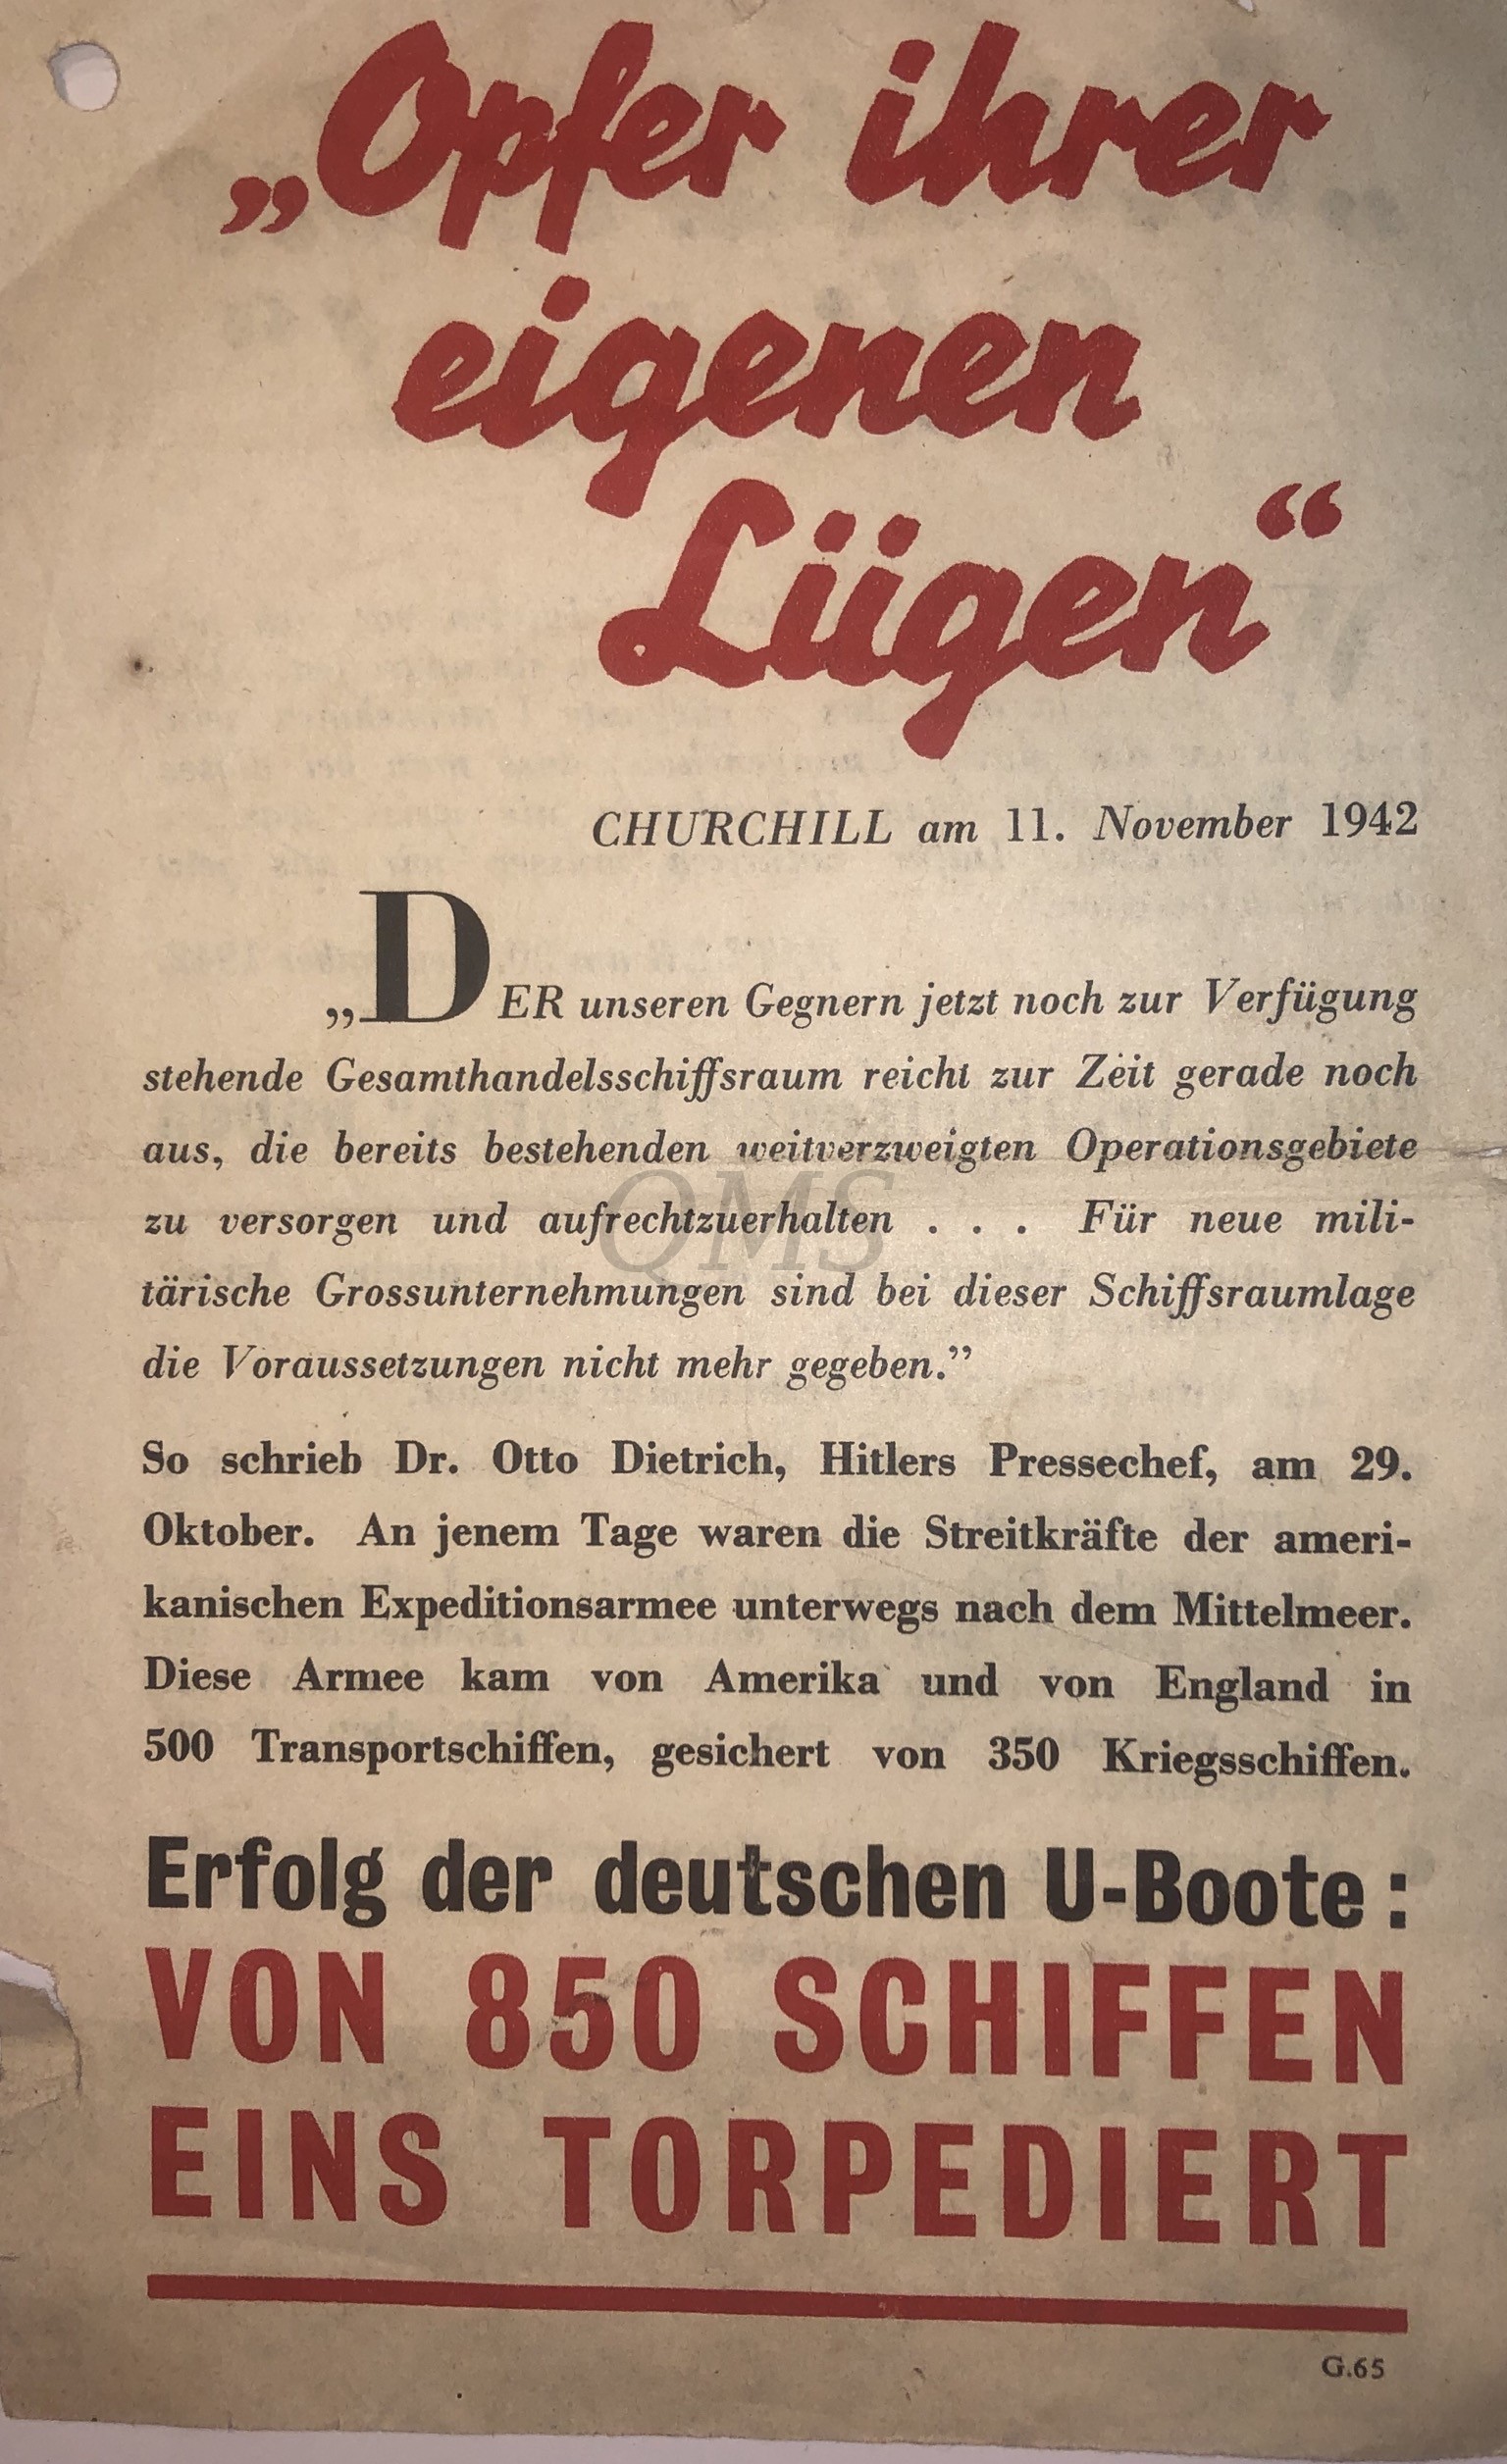 „Opfer ihrer
eigenen
Lügen“
CHURCHILL am 11. November 1942
„DER unseren Gegnern jetzt noch zur Verfügung
stehende Gesamthandelsschiffsraum reicht zur Zeit gerade noch
aus, die bereits bestehenden weitverzweigten Operationsgebiete
zu versorgen und aufrechtzuerhalten . . . Für neue mili-
tärische Grossunternehmungen sind bei dieser Schiffsraumlage
die Voraussetzungen nicht mehr gegeben.”
QMS
So schrieb Dr. Otto Dietrich, Hitlers Pressechef, am 29.
Oktober. An jenem Tage waren die Streitkräfte der ameri-
kanischen Expeditionsarmee unterwegs nach dem Mittelmeer.
Diese Armee kam von Amerika und von England in
500 Transportschiffen, gesichert von 350 Kriegsschiffen.
Erfolg der deutschen U-Boote :
VON 850 SCHIFFEN
EINS TORPEDIERT
G.65